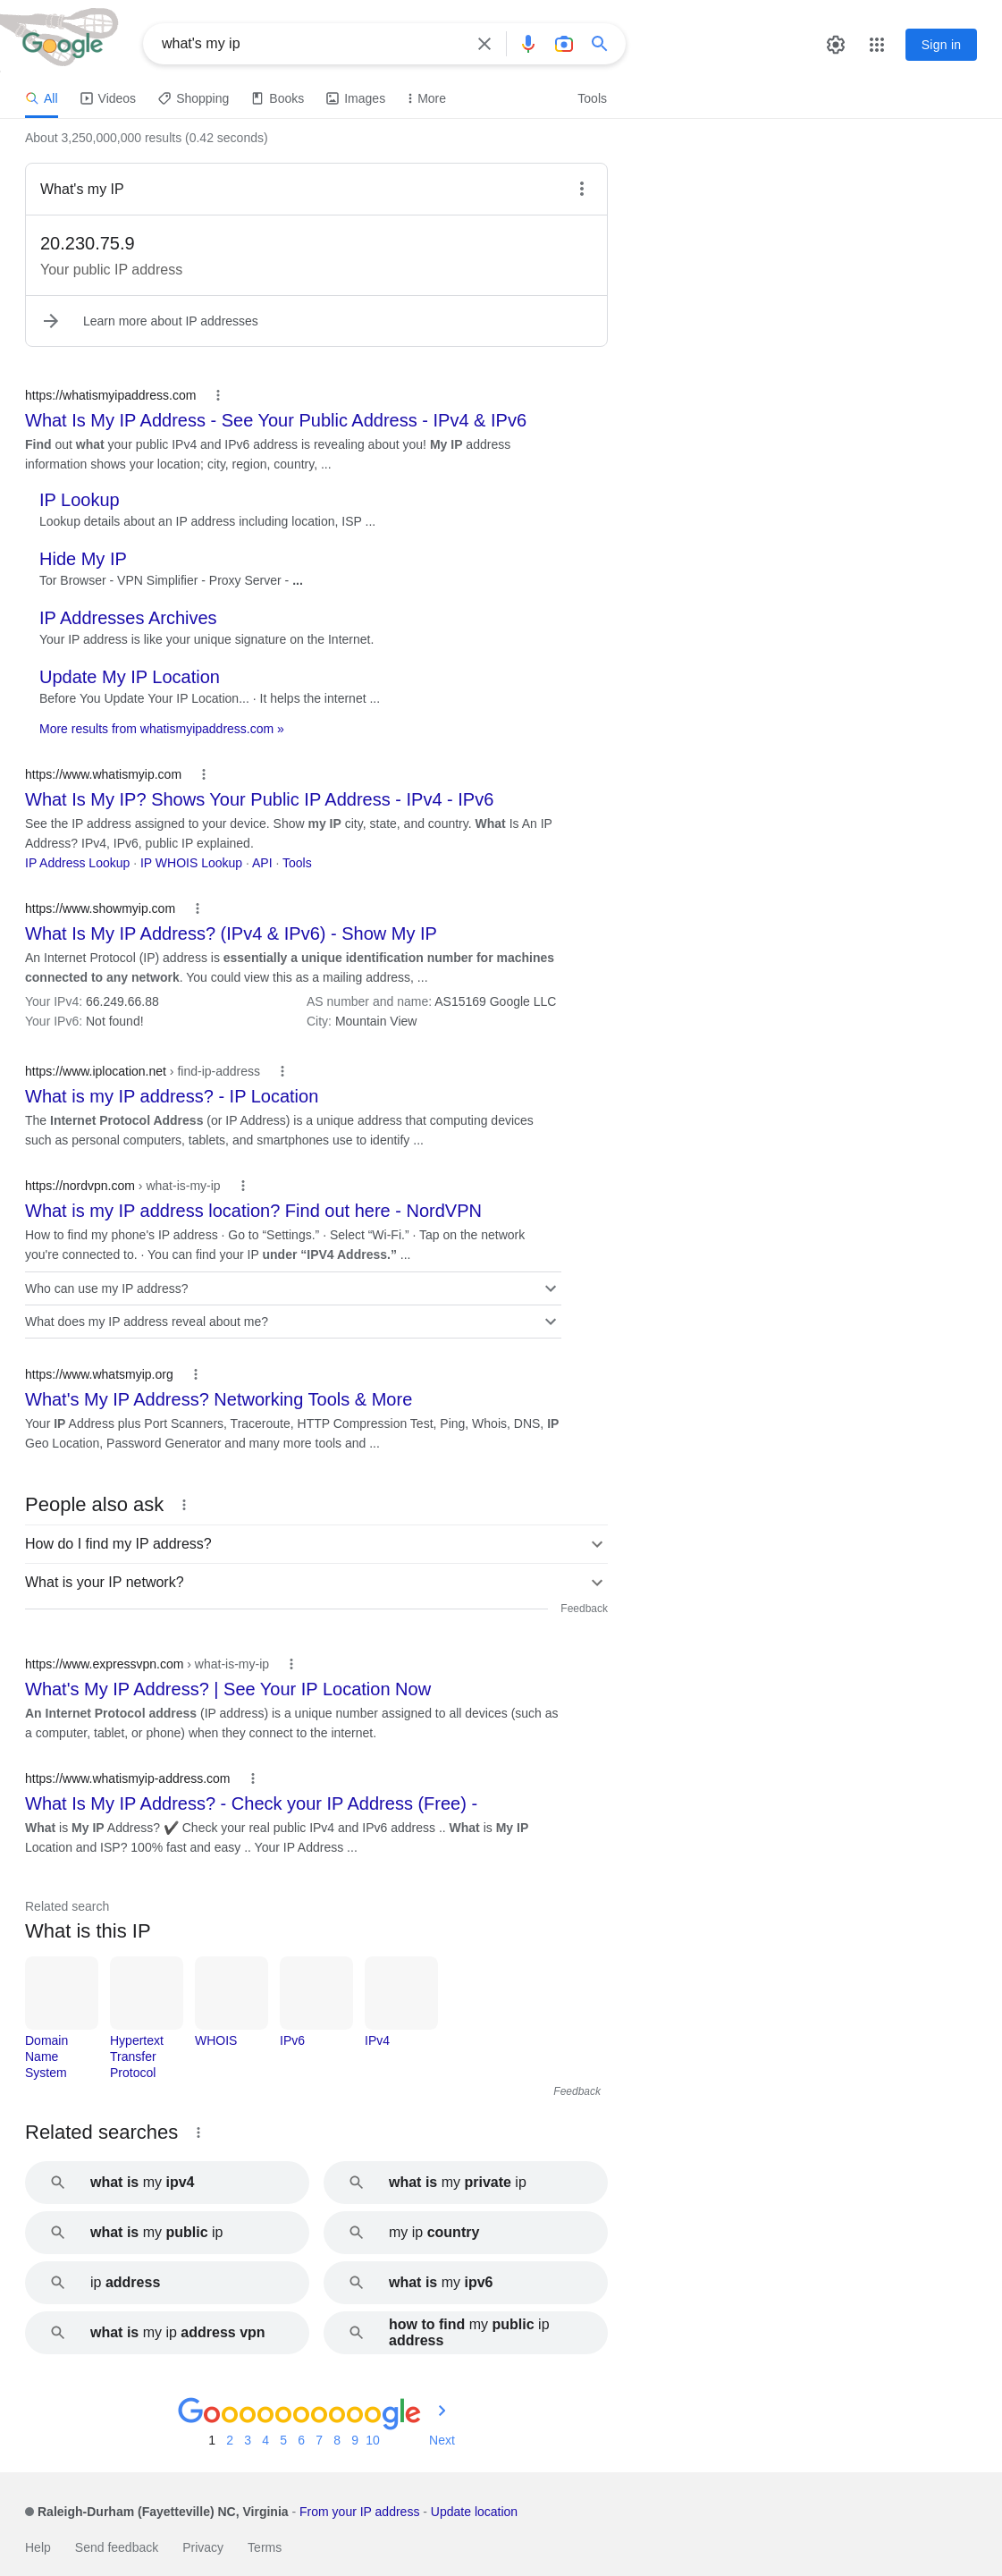 Google
what's my ip
Sign in
All
Videos
Shopping
Books
Images
More
Tools
About 3,250,000,000 results (0.42 seconds)
What's my IP
20.230.75.9
Your public IP address
Learn more about IP addresses
https://whatismyipaddress.com
What Is My IP Address - See Your Public Address - IPv4 & IPv6
Find out what your public IPv4 and IPv6 address is revealing about you! My IP address
information shows your location; city, region, country, ...
IP Lookup
Lookup details about an IP address including location, ISP ...
Hide My IP
Tor Browser - VPN Simplifier - Proxy Server - ...
IP Addresses Archives
Your IP address is like your unique signature on the Internet.
Update My IP Location
Before You Update Your IP Location... · It helps the internet ...
More results from whatismyipaddress.com »
https://www.whatismyip.com
What Is My IP? Shows Your Public IP Address - IPv4 - IPv6
See the IP address assigned to your device. Show my IP city, state, and country. What Is An IP
Address? IPv4, IPv6, public IP explained.
IP Address Lookup · IP WHOIS Lookup · API · Tools
https://www.showmyip.com
What Is My IP Address? (IPv4 & IPv6) - Show My IP
An Internet Protocol (IP) address is essentially a unique identification number for machines
connected to any network. You could view this as a mailing address, ...
Your IPv4: 66.249.66.88
AS number and name: AS15169 Google LLC
Your IPv6: Not found!
City: Mountain View
https://www.iplocation.net › find-ip-address
What is my IP address? - IP Location
The Internet Protocol Address (or IP Address) is a unique address that computing devices
such as personal computers, tablets, and smartphones use to identify ...
https://nordvpn.com › what-is-my-ip
What is my IP address location? Find out here - NordVPN
How to find my phone's IP address · Go to “Settings.” · Select “Wi-Fi.” · Tap on the network
you're connected to. · You can find your IP under “IPV4 Address.” ...
Who can use my IP address?
What does my IP address reveal about me?
https://www.whatsmyip.org
What's My IP Address? Networking Tools & More
Your IP Address plus Port Scanners, Traceroute, HTTP Compression Test, Ping, Whois, DNS, IP
Geo Location, Password Generator and many more tools and ...
People also ask
How do I find my IP address?
What is your IP network?
Feedback
https://www.expressvpn.com › what-is-my-ip
What's My IP Address? | See Your IP Location Now
An Internet Protocol address (IP address) is a unique number assigned to all devices (such as
a computer, tablet, or phone) when they connect to the internet.
https://www.whatismyip-address.com
What Is My IP Address? - Check your IP Address (Free) -
What is My IP Address? ✔️ Check your real public IPv4 and IPv6 address .. What is My IP
Location and ISP? 100% fast and easy .. Your IP Address ...
Related search
What is this IP
Domain
Name
System
Hypertext
Transfer
Protocol
WHOIS
IPv6
IPv4
Feedback
Related searches
what is my ipv4
what is my private ip
what is my public ip
my ip country
ip address
what is my ipv6
what is my ip address vpn
how to find my public ip
address
Goooooooooogle
1 2 3 4 5 6 7 8 9 10 Next
Raleigh-Durham (Fayetteville) NC, Virginia - From your IP address - Update location
Help Send feedback Privacy Terms